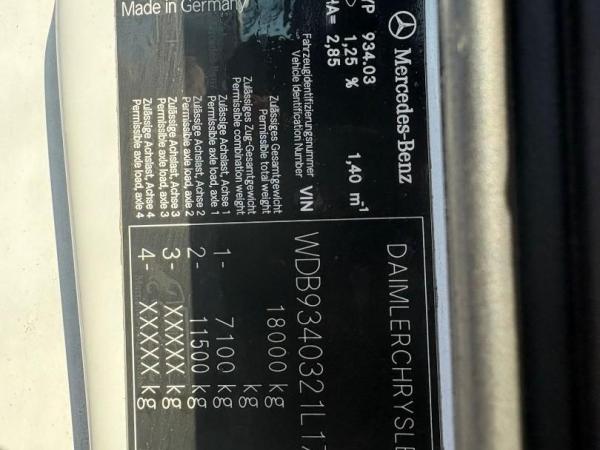 Mercedes-Benz
DAIMLERCHRYSLE
TYP 934.03
1,25 % 1,40 m-1
HA= 2,85
Fahrzeugidentifizierungsnummer
Vehicle Identification Number VIN WDB9340321L17
Zulässiges Gesamtgewicht
Permissible total weight 18000 kg
Zulässiges Zug-Gesamtgewicht
Permissible combination weight kg
Zulässige Achslast, Achse 1
Permissible axle load, axle 1 1- 7100 kg
Zulässige Achslast, Achse 2
Permissible axle load, axle 2 2- 11500 kg
Zulässige Achslast, Achse 3
Permissible axle load, axle 3 3- XXXXX kg
Zulässige Achslast, Achse 4
Permissible axle load, axle 4 4- XXXXX kg
Made in Germany